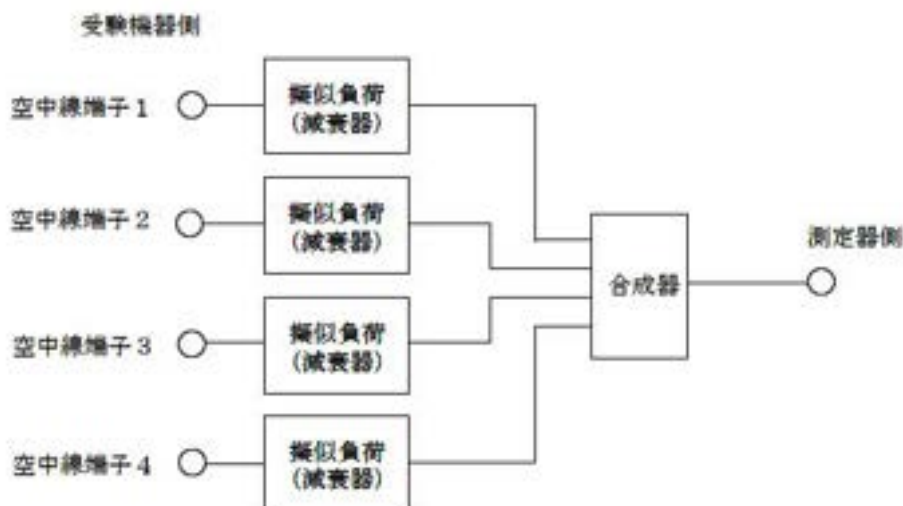 受験機器側
空中線端子1
擬似負荷
(減衰器)
空中線端子2
擬似負荷
(減衰器)
合成器
測定器側
空中線端子3
擬似負荷
(減衰器)
空中線端子4
擬似負荷
(減衰器)